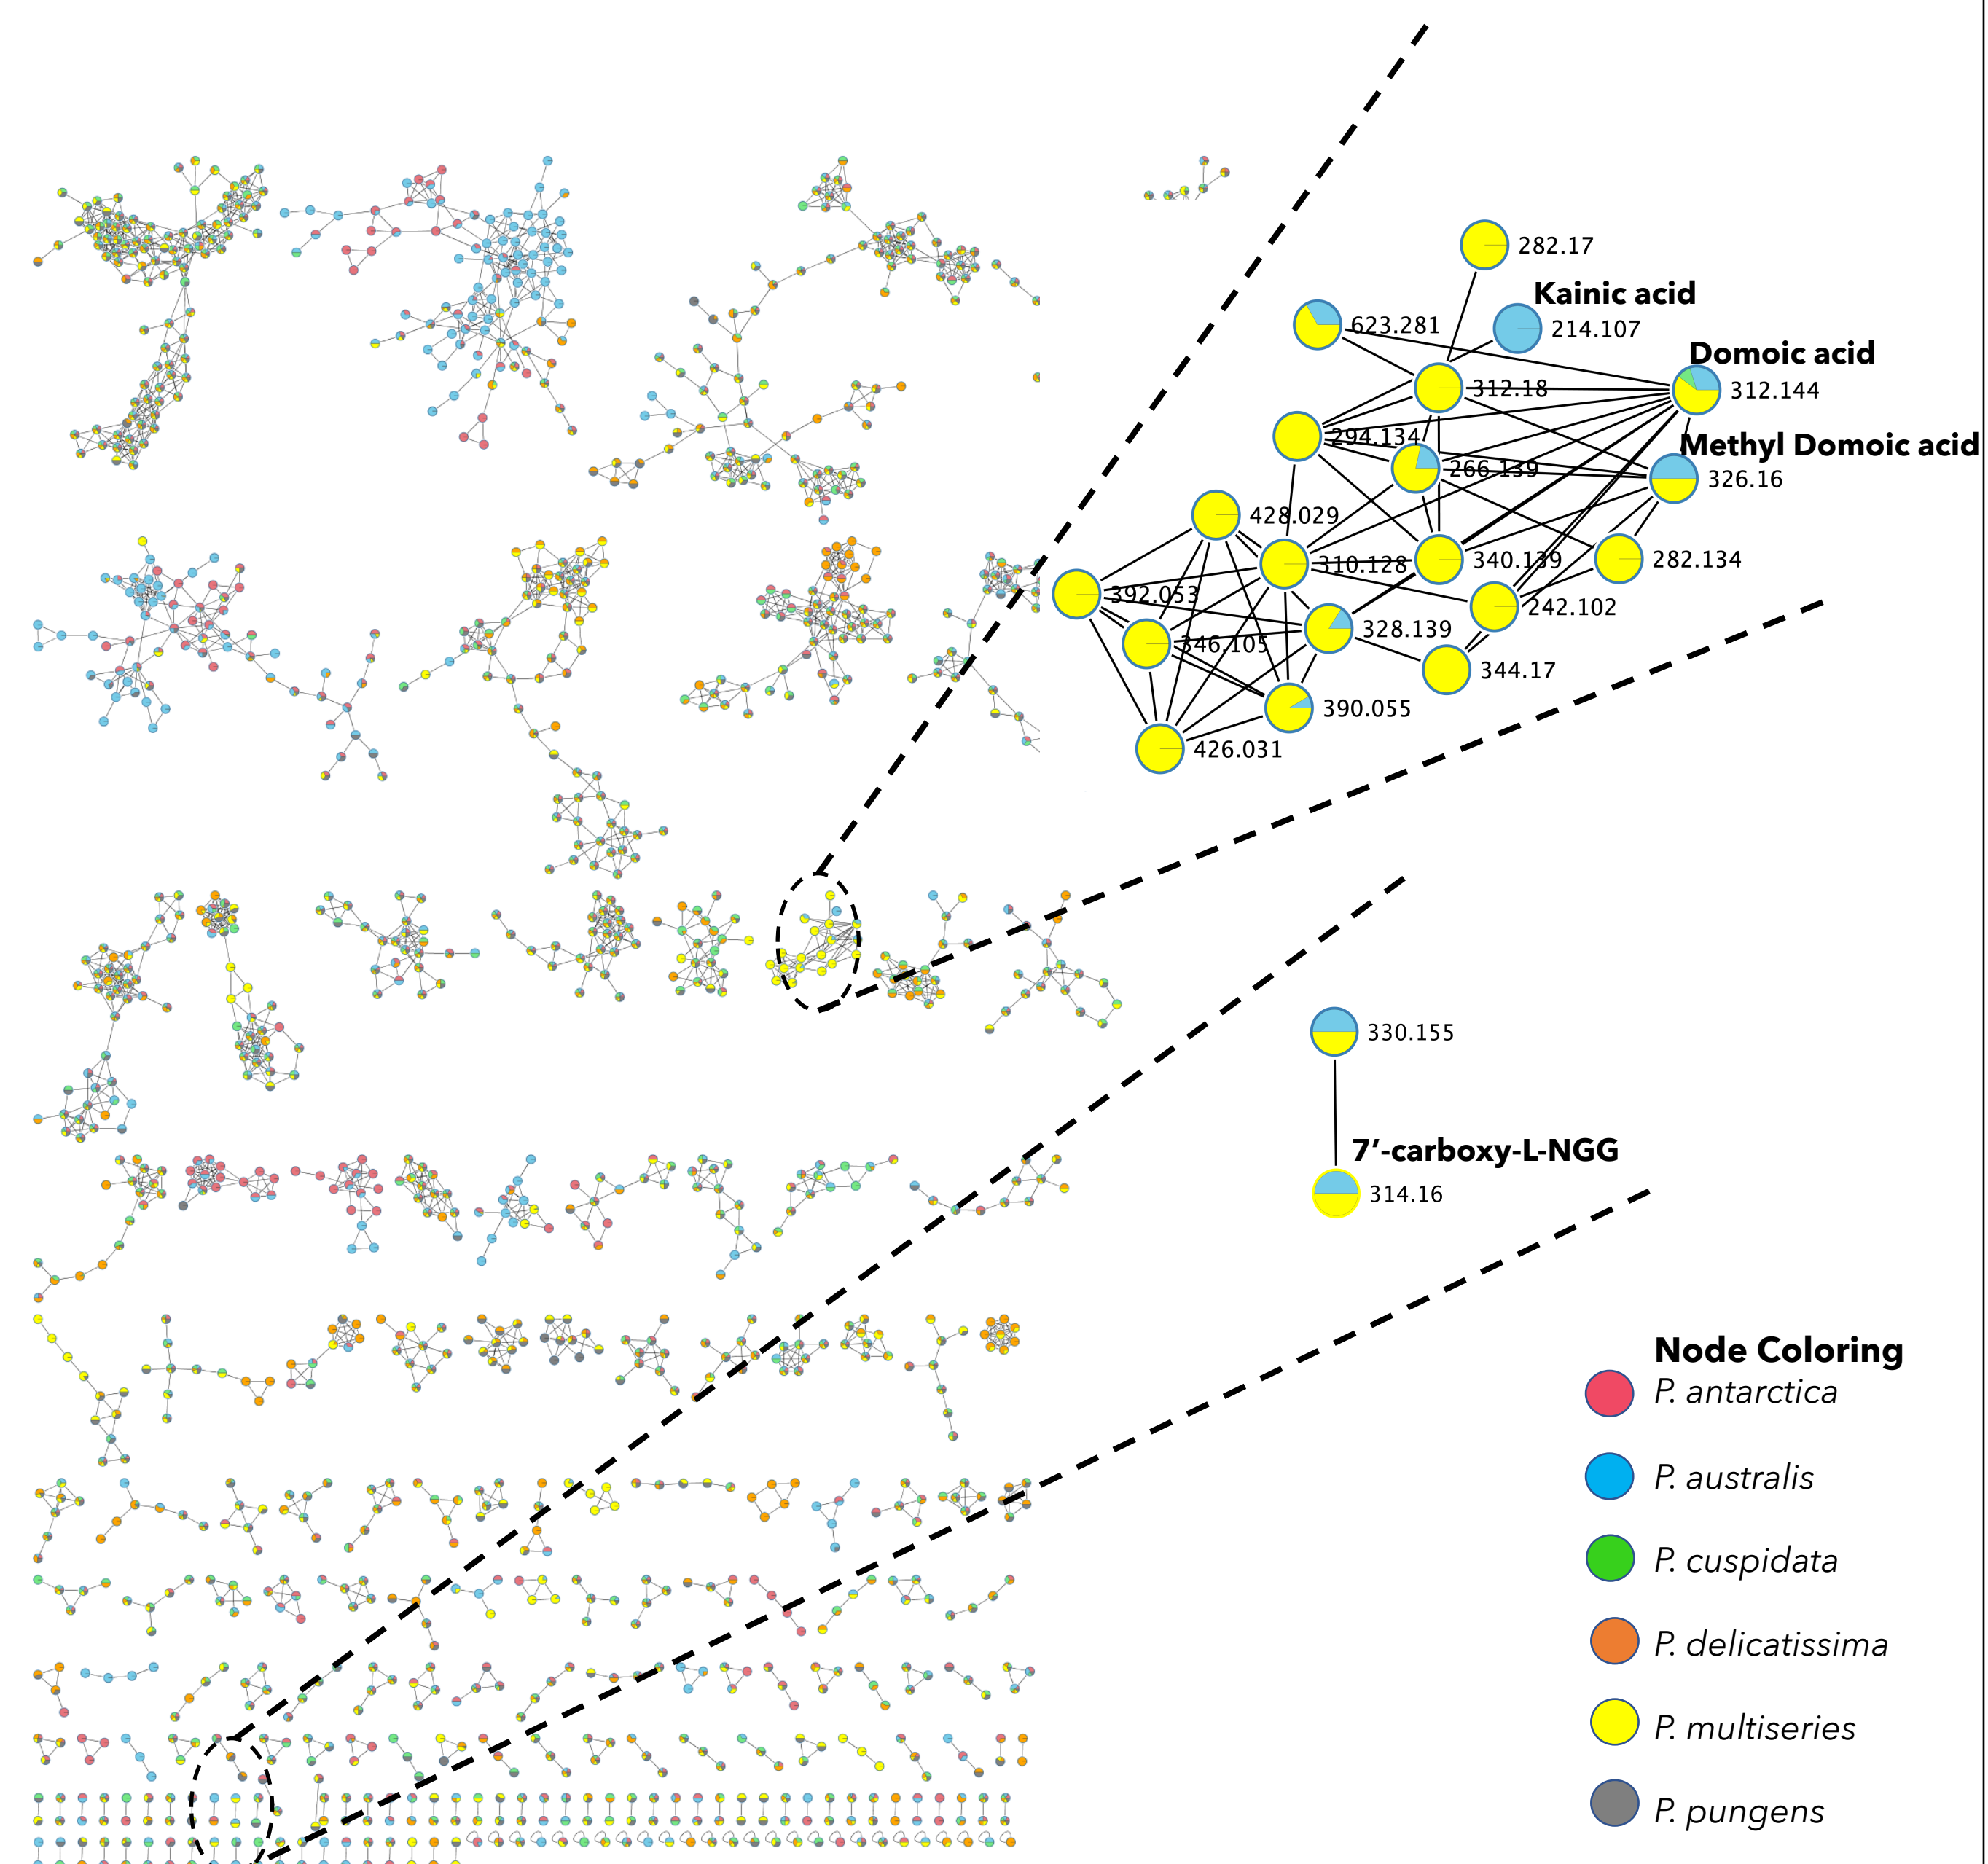 282.17
Kainic acid
623.281
214.107
Domoic acid
312.18
312.144
294.134
Methyl Domoic acid
266.139
326.16
428.029
310.128
340.139
282.134
392.053
242.102
346.105
328.139
344.17
390.055
426.031
330.155
7’-carboxy-L-NGG
314.16
Node Coloring
P. antarctica
P. australis
P. cuspidata
P. delicatissima
P. multiseries
P. pungens